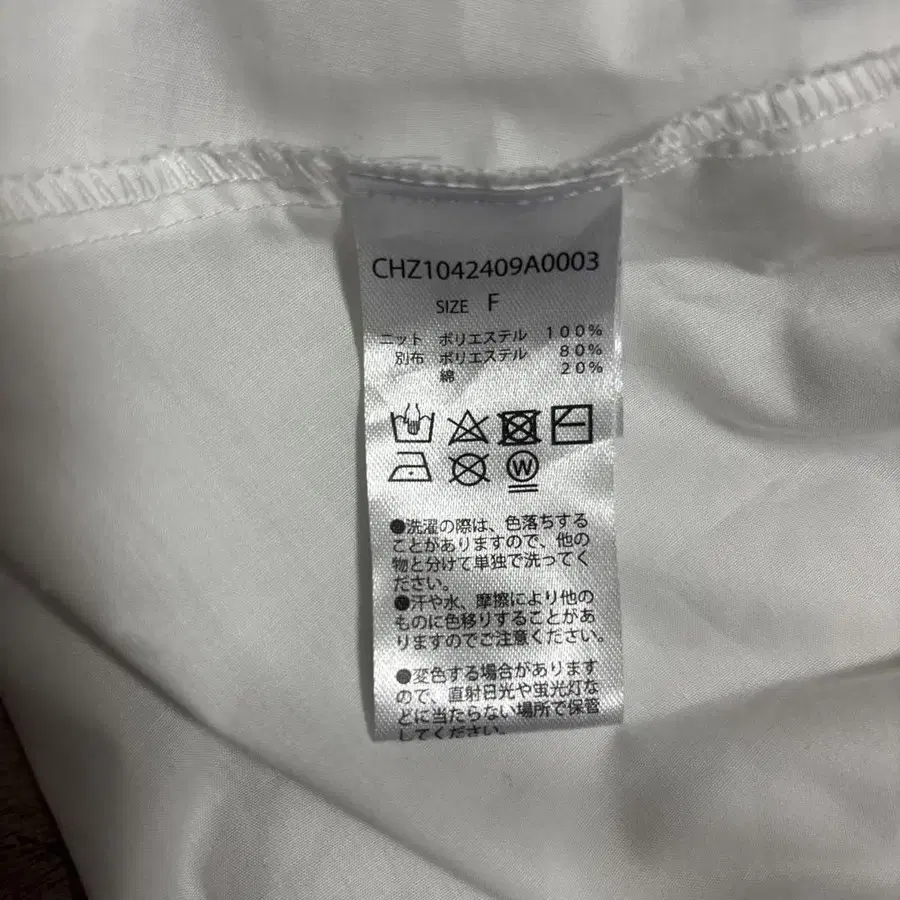 CHZ1042409A0003
SIZE F
ニット ポリエステル 100%
別布 ポリエステル 80%
綿 20%
W
●洗濯の際は、色落ちする
ことがありますので、他の
物と分けて単独で洗ってく
ださい。
●汗や水、摩擦により他の
ものに色移りすることがあ
りますのでご注意ください。
●変色する場合があります
ので、直射日光や蛍光灯な
どに当たらない場所で保管
してください。